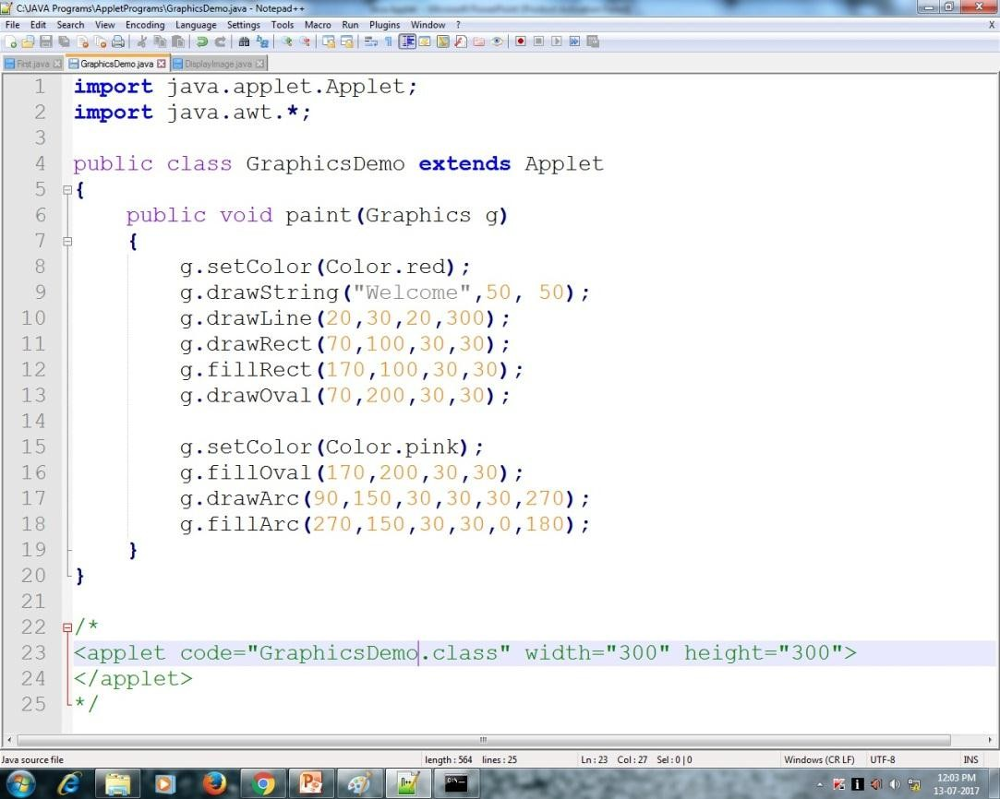 C:\JAVA Programs\AppletPrograms\GraphicsDemo.java - Notepad++
File Edit Search View Encoding Language Settings Tools Macro Run Plugins Window ? X
First.java GraphicsDemo.java DisplayImage.java
1 import java.applet.Applet;
2 import java.awt.*;
3
4 public class GraphicsDemo extends Applet
5 {
6 public void paint(Graphics g)
7 {
8 g.setColor(Color.red);
9 g.drawString("Welcome",50, 50);
10 g.drawLine(20,30,20,300);
11 g.drawRect(70,100,30,30);
12 g.fillRect(170,100,30,30);
13 g.drawOval(70,200,30,30);
14
15 g.setColor(Color.pink);
16 g.fillOval(170,200,30,30);
17 g.drawArc(90,150,30,30,30,270);
18 g.fillArc(270,150,30,30,0,180);
19 }
20 }
21
22 /*
23 <applet code="GraphicsDemo.class" width="300" height="300">
24 </applet>
25 */
Java source file length : 564 lines : 25 Ln : 23 Col : 27 Sel : 0 | 0 Windows (CR LF) UTF-8 INS
12:03 PM
13-07-2017